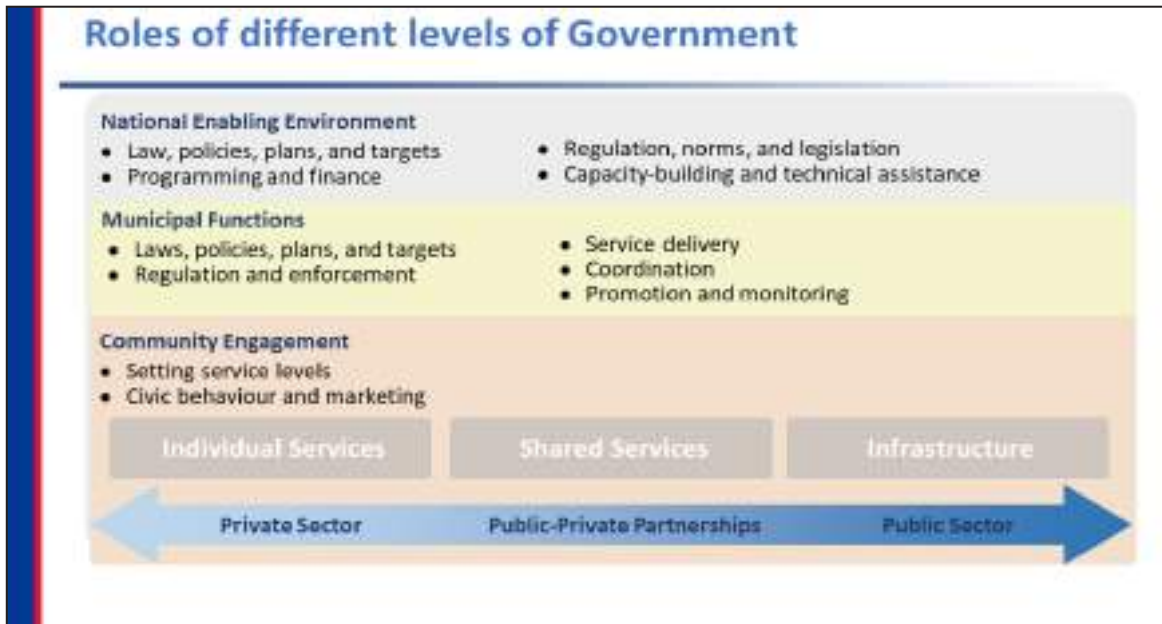 Roles of different levels of Government
National Enabling Environment
• Law, policies, plans, and targets
• Programming and finance
• Regulation, norms, and legislation
• Capacity-building and technical assistance
Municipal Functions
• Laws, policies, plans, and targets
• Regulation and enforcement
• Service delivery
• Coordination
• Promotion and monitoring
Community Engagement
• Setting service levels
• Civic behaviour and marketing
Individual Services
Shared Services
Infrastructure
Private Sector
Public-Private Partnerships
Public Sector